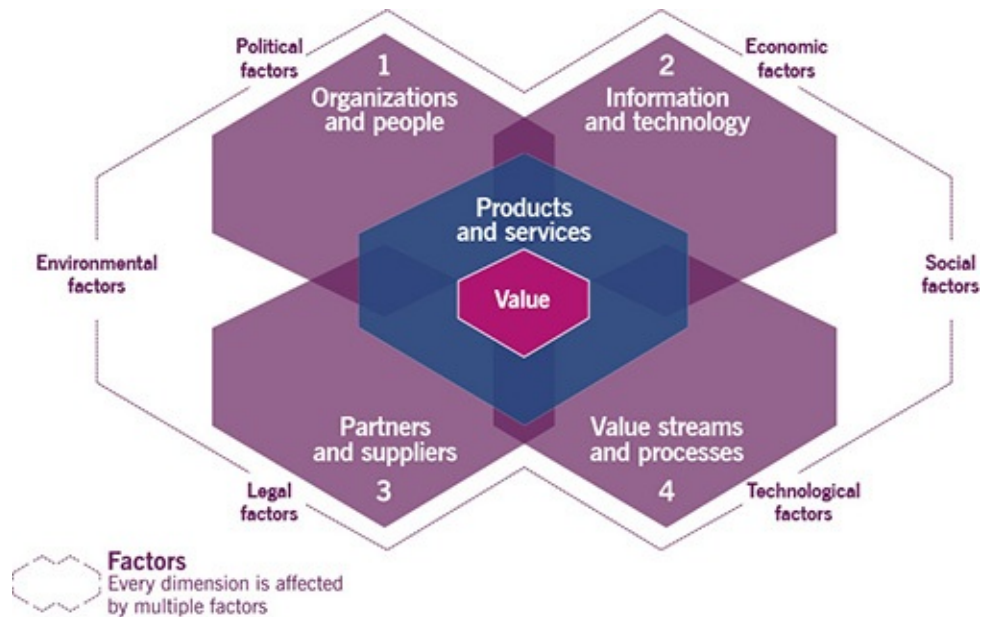 Political
factors
Economic
factors
1
Organizations
and people
2
Information
and technology
Products
and services
Environmental
factors
Value
Social
factors
Partners
and suppliers
3
Value streams
and processes
4
Legal
factors
Technological
factors
Factors
Every dimension is affected
by multiple factors